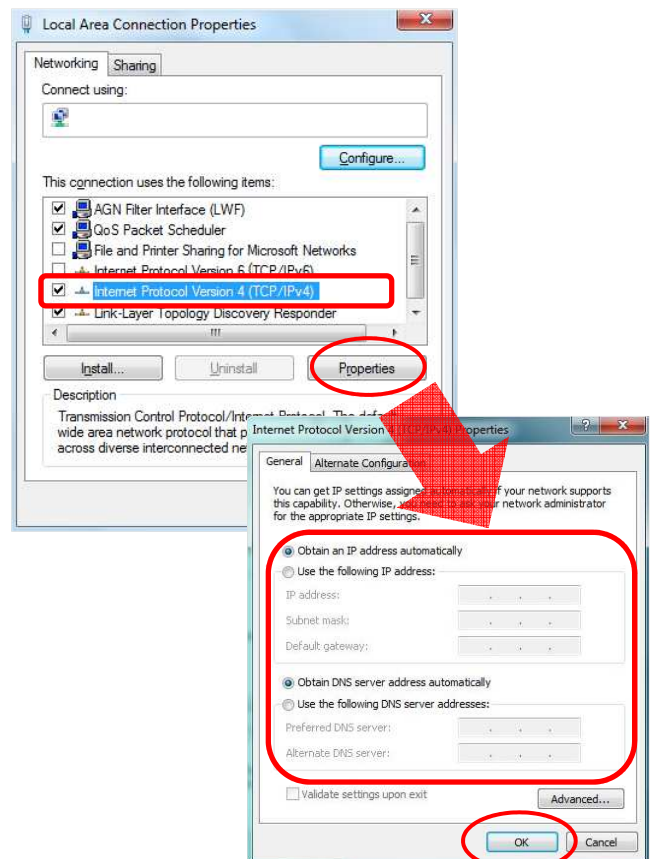 Local Area Connection Properties
Networking Sharing
Connect using:
Configure...
This connection uses the following items:
AGN Filter Interface (LWF)
QoS Packet Scheduler
File and Printer Sharing for Microsoft Networks
Internet Protocol Version 6 (TCP/IPv6)
Internet Protocol Version 4 (TCP/IPv4)
Link-Layer Topology Discovery Responder
Install... Uninstall Properties
Description
Transmission Control Protocol/Internet Protocol. The
wide area network protocol that
across diverse interconnected
Internet Protocol Version 4 (TCP/IPv4) Properties
General Alternate Configuration
You can get IP settings assigned automatically if your network supports
this capability. Otherwise, you need to ask your network administrator
for the appropriate IP settings.
Obtain an IP address automatically
Use the following IP address:
IP address: . . .
Subnet mask: . . .
Default gateway: . . .
Obtain DNS server address automatically
Use the following DNS server addresses:
Preferred DNS server: . . .
Alternate DNS server: . . .
Validate settings upon exit
Advanced...
OK Cancel